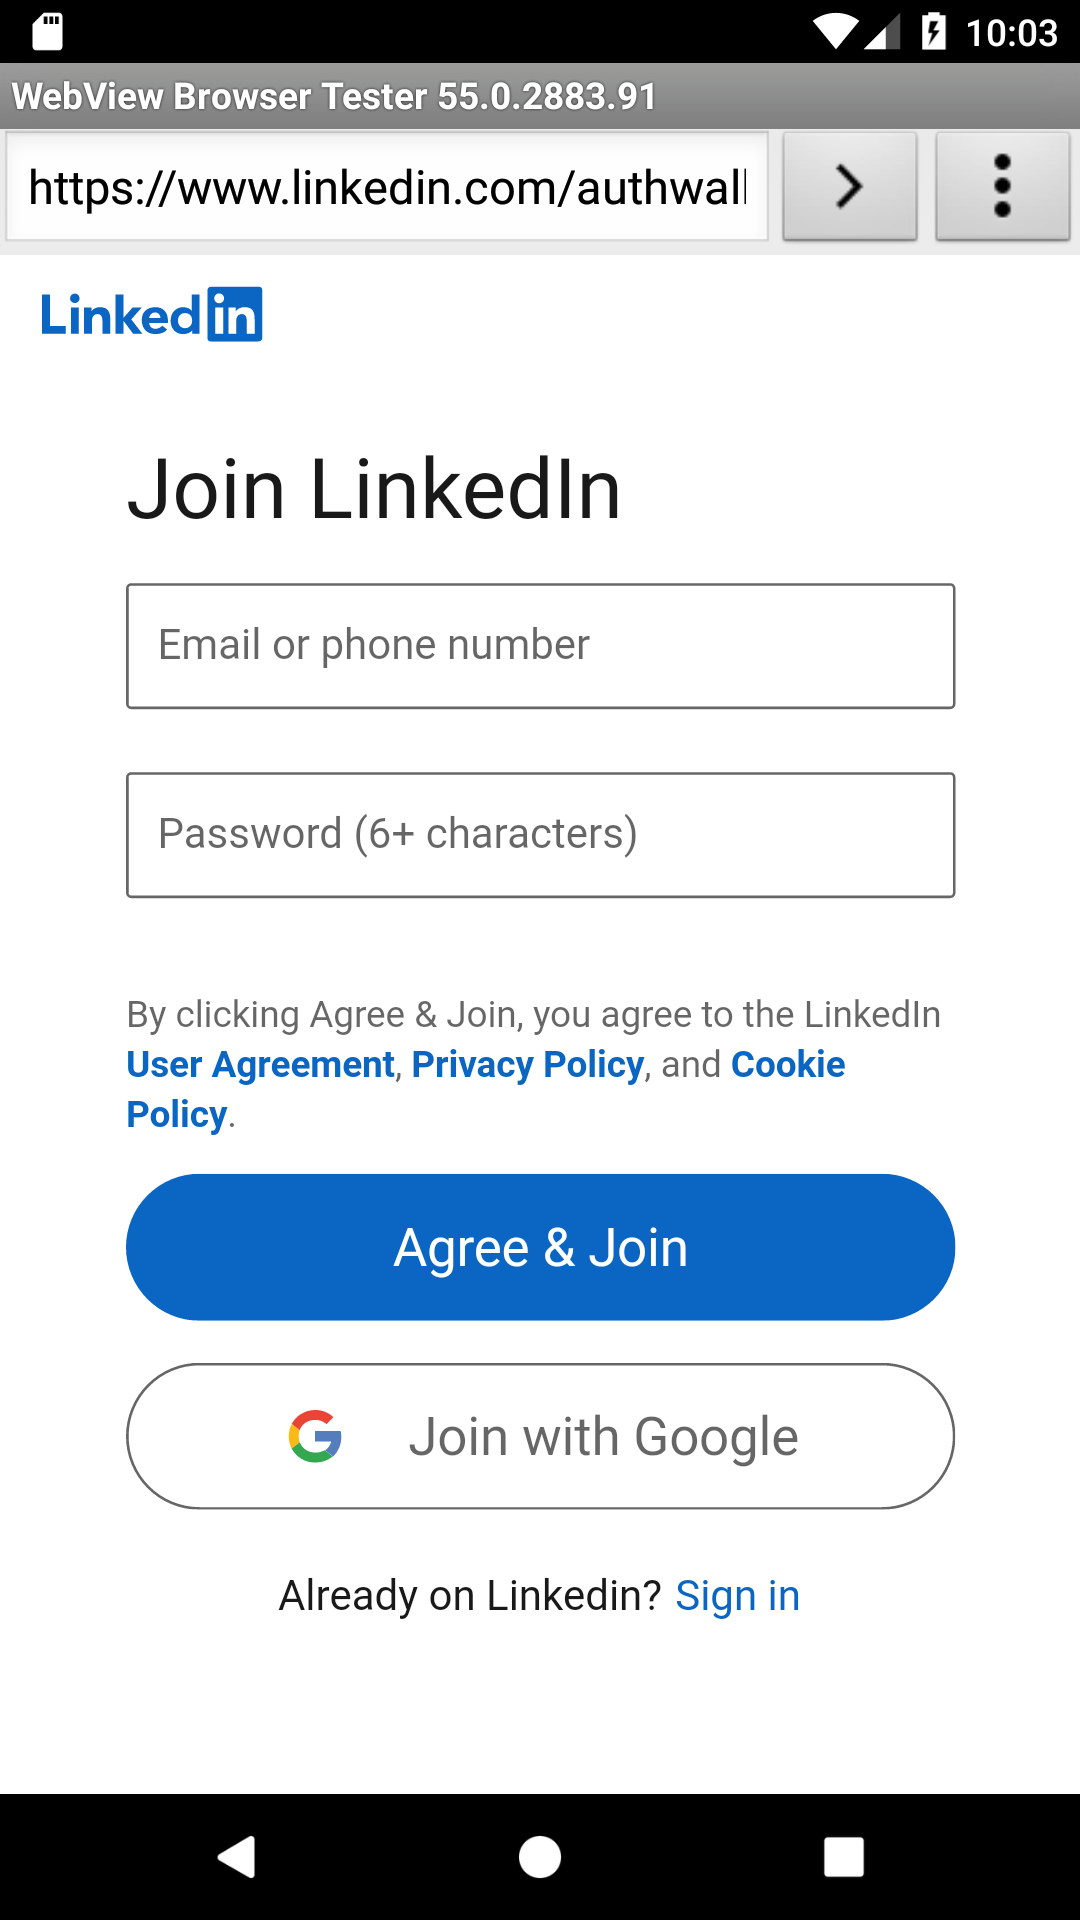 10:03
WebView Browser Tester 55.0.2883.91
https://www.linkedin.com/authwall
Linked in
Join LinkedIn
Email or phone number
Password (6+ characters)
By clicking Agree & Join, you agree to the LinkedIn
User Agreement, Privacy Policy, and Cookie
Policy.
Agree & Join
Join with Google
Already on Linkedin? Sign in